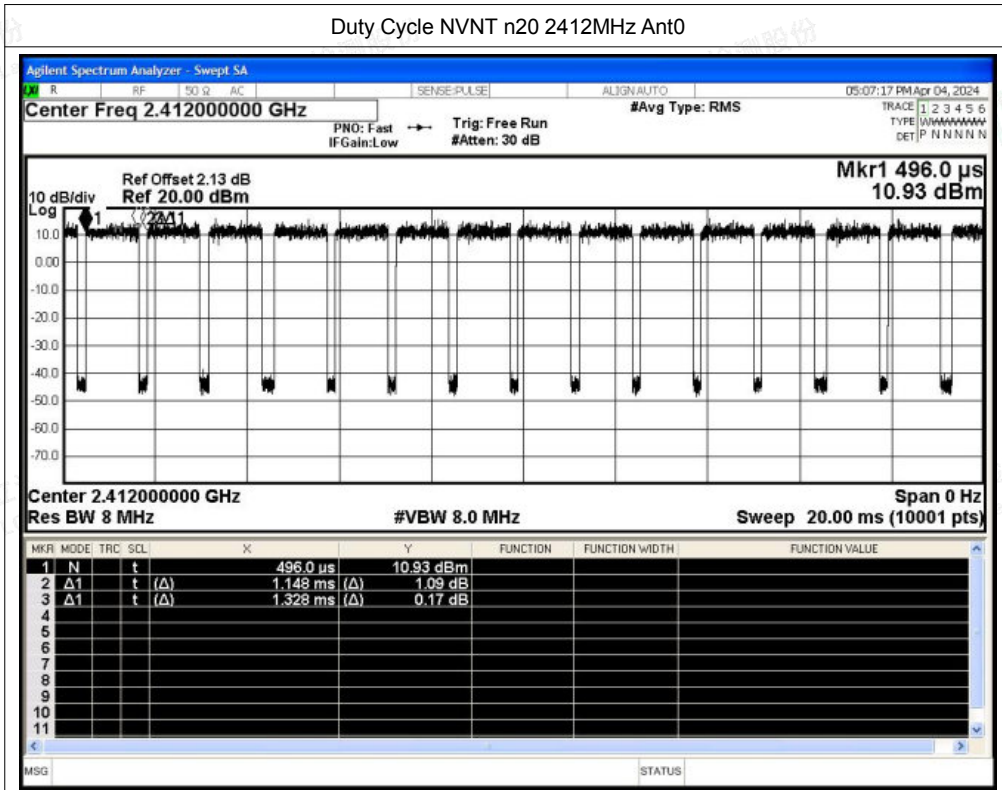 Duty Cycle NVNT n20 2412MHz Ant0
Agilent Spectrum Analyzer - Swept SA
LXI R RF 50 Ω AC SENSE:PULSE ALIGN AUTO 05:07:17 PM Apr 04, 2024
Center Freq 2.412000000 GHz #Avg Type: RMS TRACE 1 2 3 4 5 6
PNO: Fast Trig: Free Run TYPE WWWWWW
IFGain:Low #Atten: 30 dB DET P N N N N N
Mkr1 496.0 µs
10.93 dBm
Ref Offset 2.13 dB
10 dB/div Ref 20.00 dBm
Log
1
10.0
0.00
-10.0
-20.0
-30.0
-40.0
-50.0
-60.0
-70.0
Center 2.412000000 GHz Span 0 Hz
Res BW 8 MHz #VBW 8.0 MHz Sweep 20.00 ms (10001 pts)
MKR MODE TRC SCL X Y FUNCTION FUNCTION WIDTH FUNCTION VALUE
1 N t 496.0 µs 10.93 dBm
2 Δ1 t (Δ) 1.148 ms (Δ) 1.09 dB
3 Δ1 t (Δ) 1.328 ms (Δ) 0.17 dB
4
5
6
7
8
9
10
11
MSG STATUS